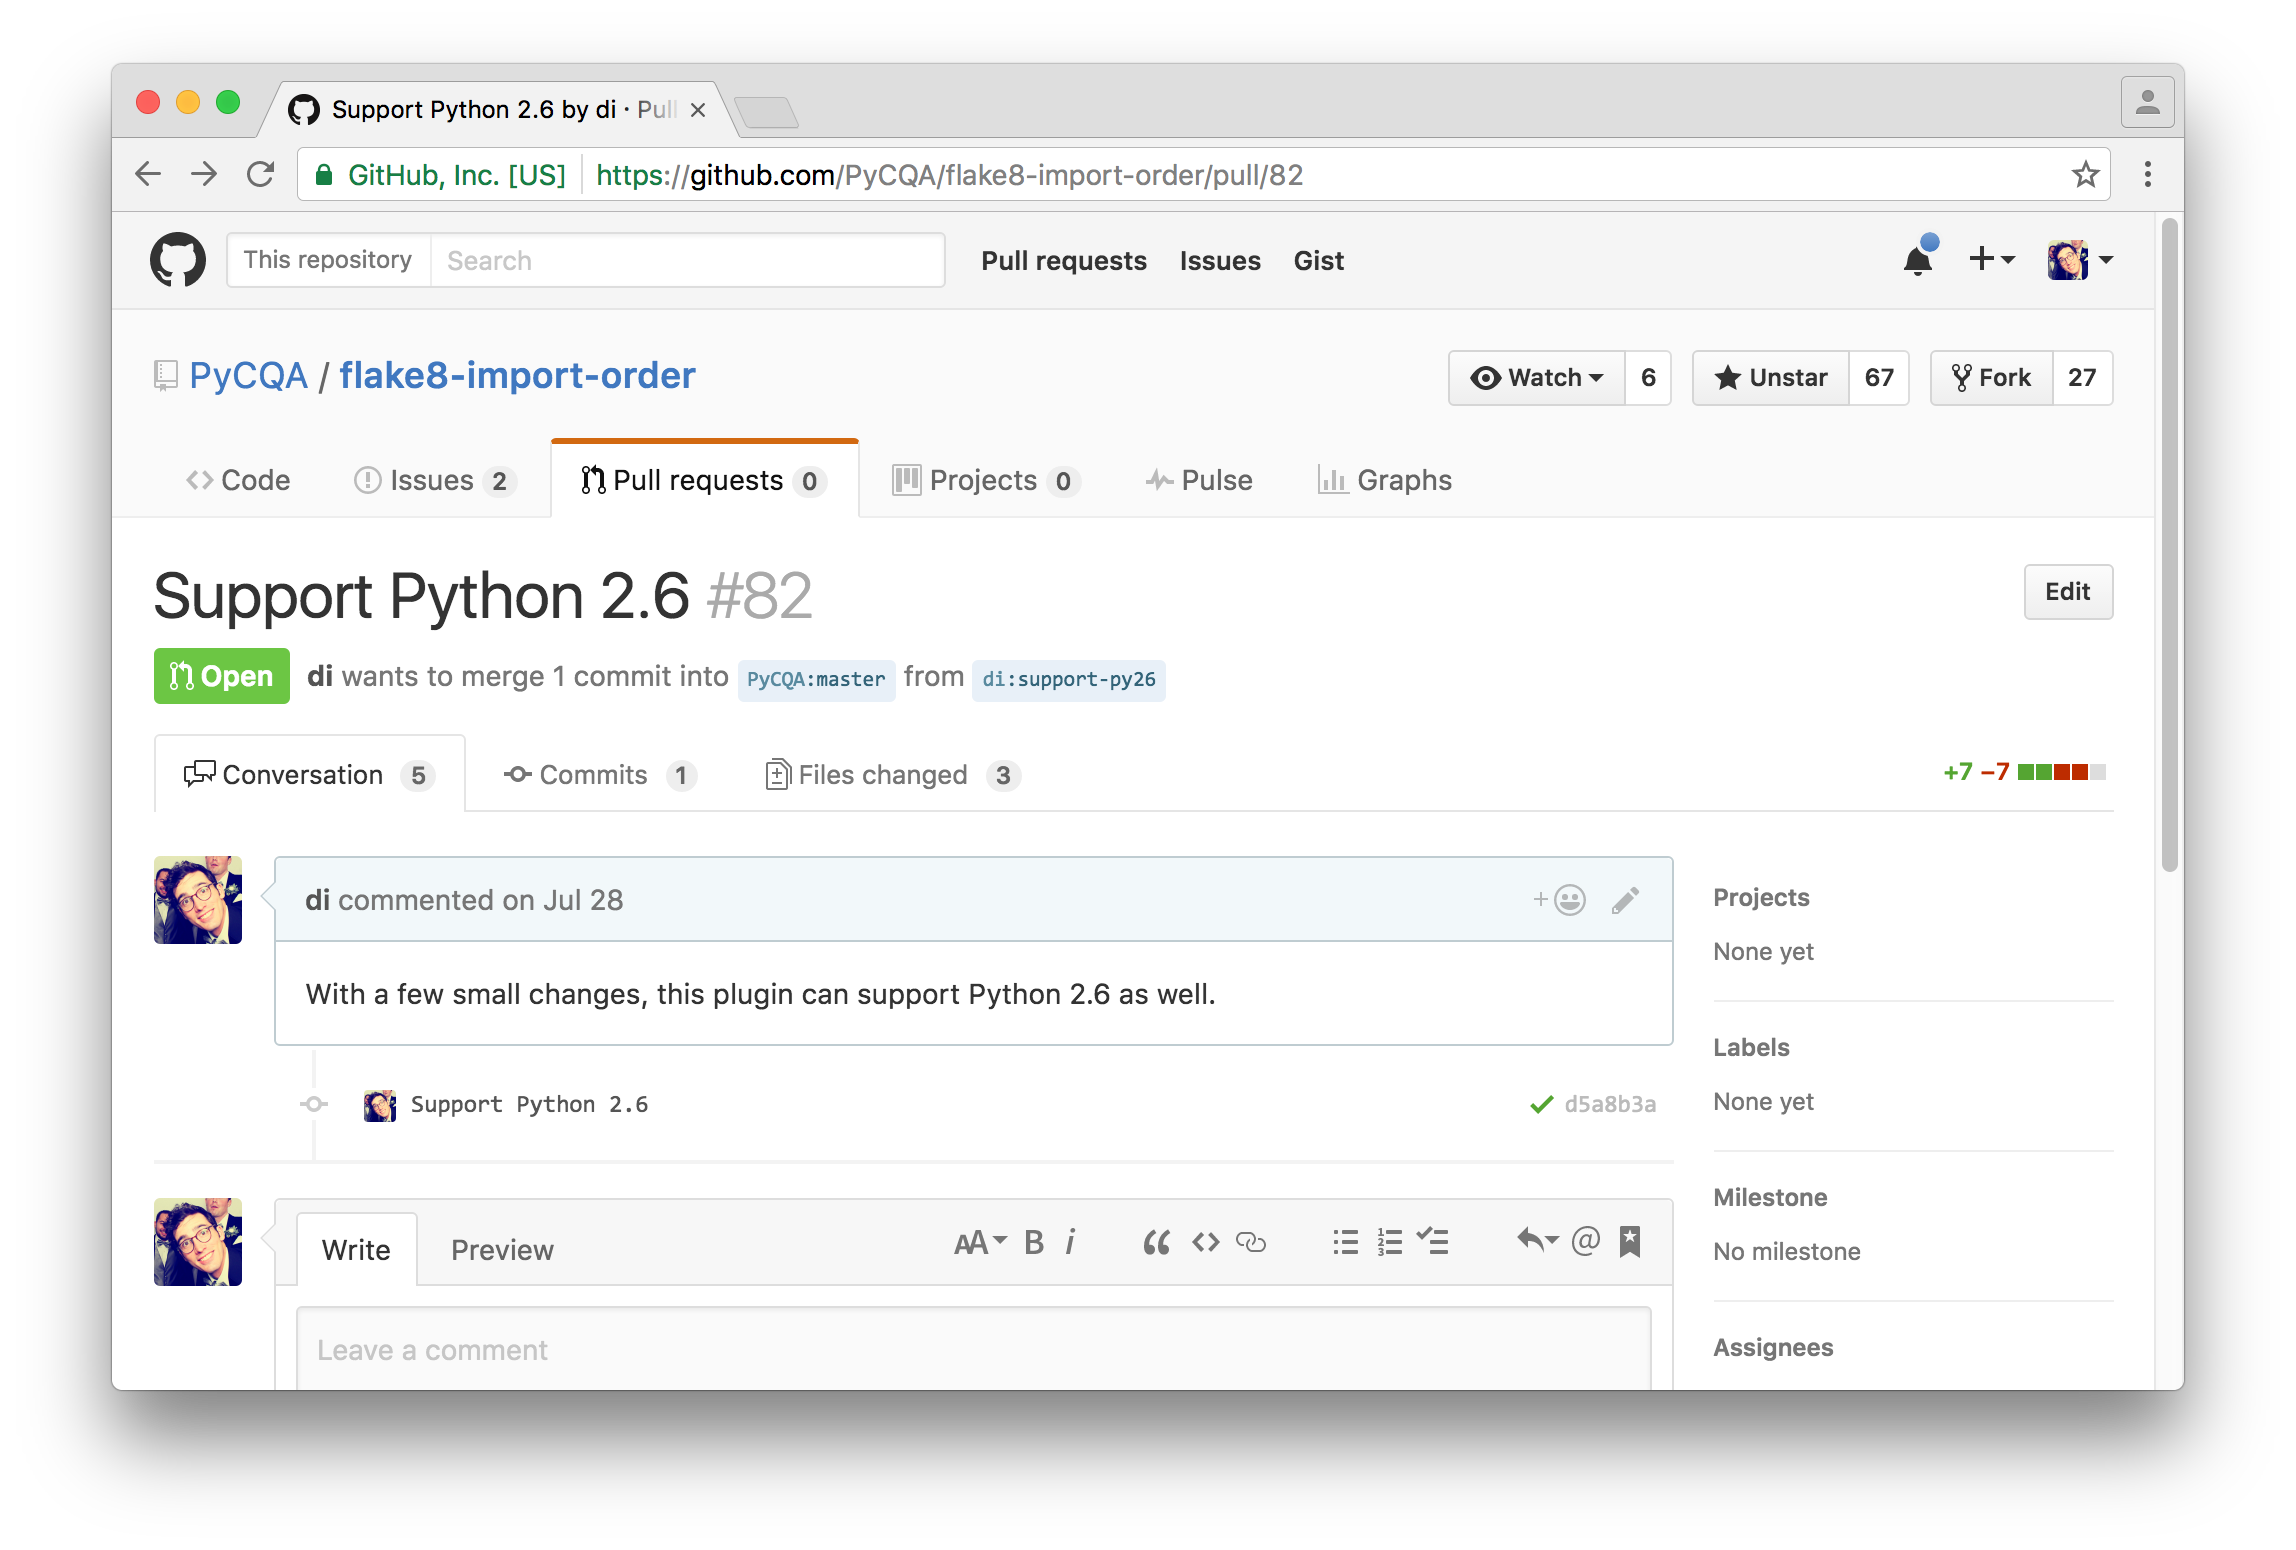 Support Python 2.6 by di · Pull
GitHub, Inc. [US] https://github.com/PyCQA/flake8-import-order/pull/82
This repository Search Pull requests Issues Gist
PyCQA / flake8-import-order Watch 6 Unstar 67 Fork 27
Code Issues 2 Pull requests 0 Projects 0 Pulse Graphs
Support Python 2.6 #82 Edit
Open di wants to merge 1 commit into PyCQA:master from di:support-py26
Conversation 5 Commits 1 Files changed 3 +7 −7
di commented on Jul 28
With a few small changes, this plugin can support Python 2.6 as well.
Support Python 2.6 d5a8b3a
Write Preview AA B i “ <> @
Leave a comment
Projects
None yet
Labels
None yet
Milestone
No milestone
Assignees